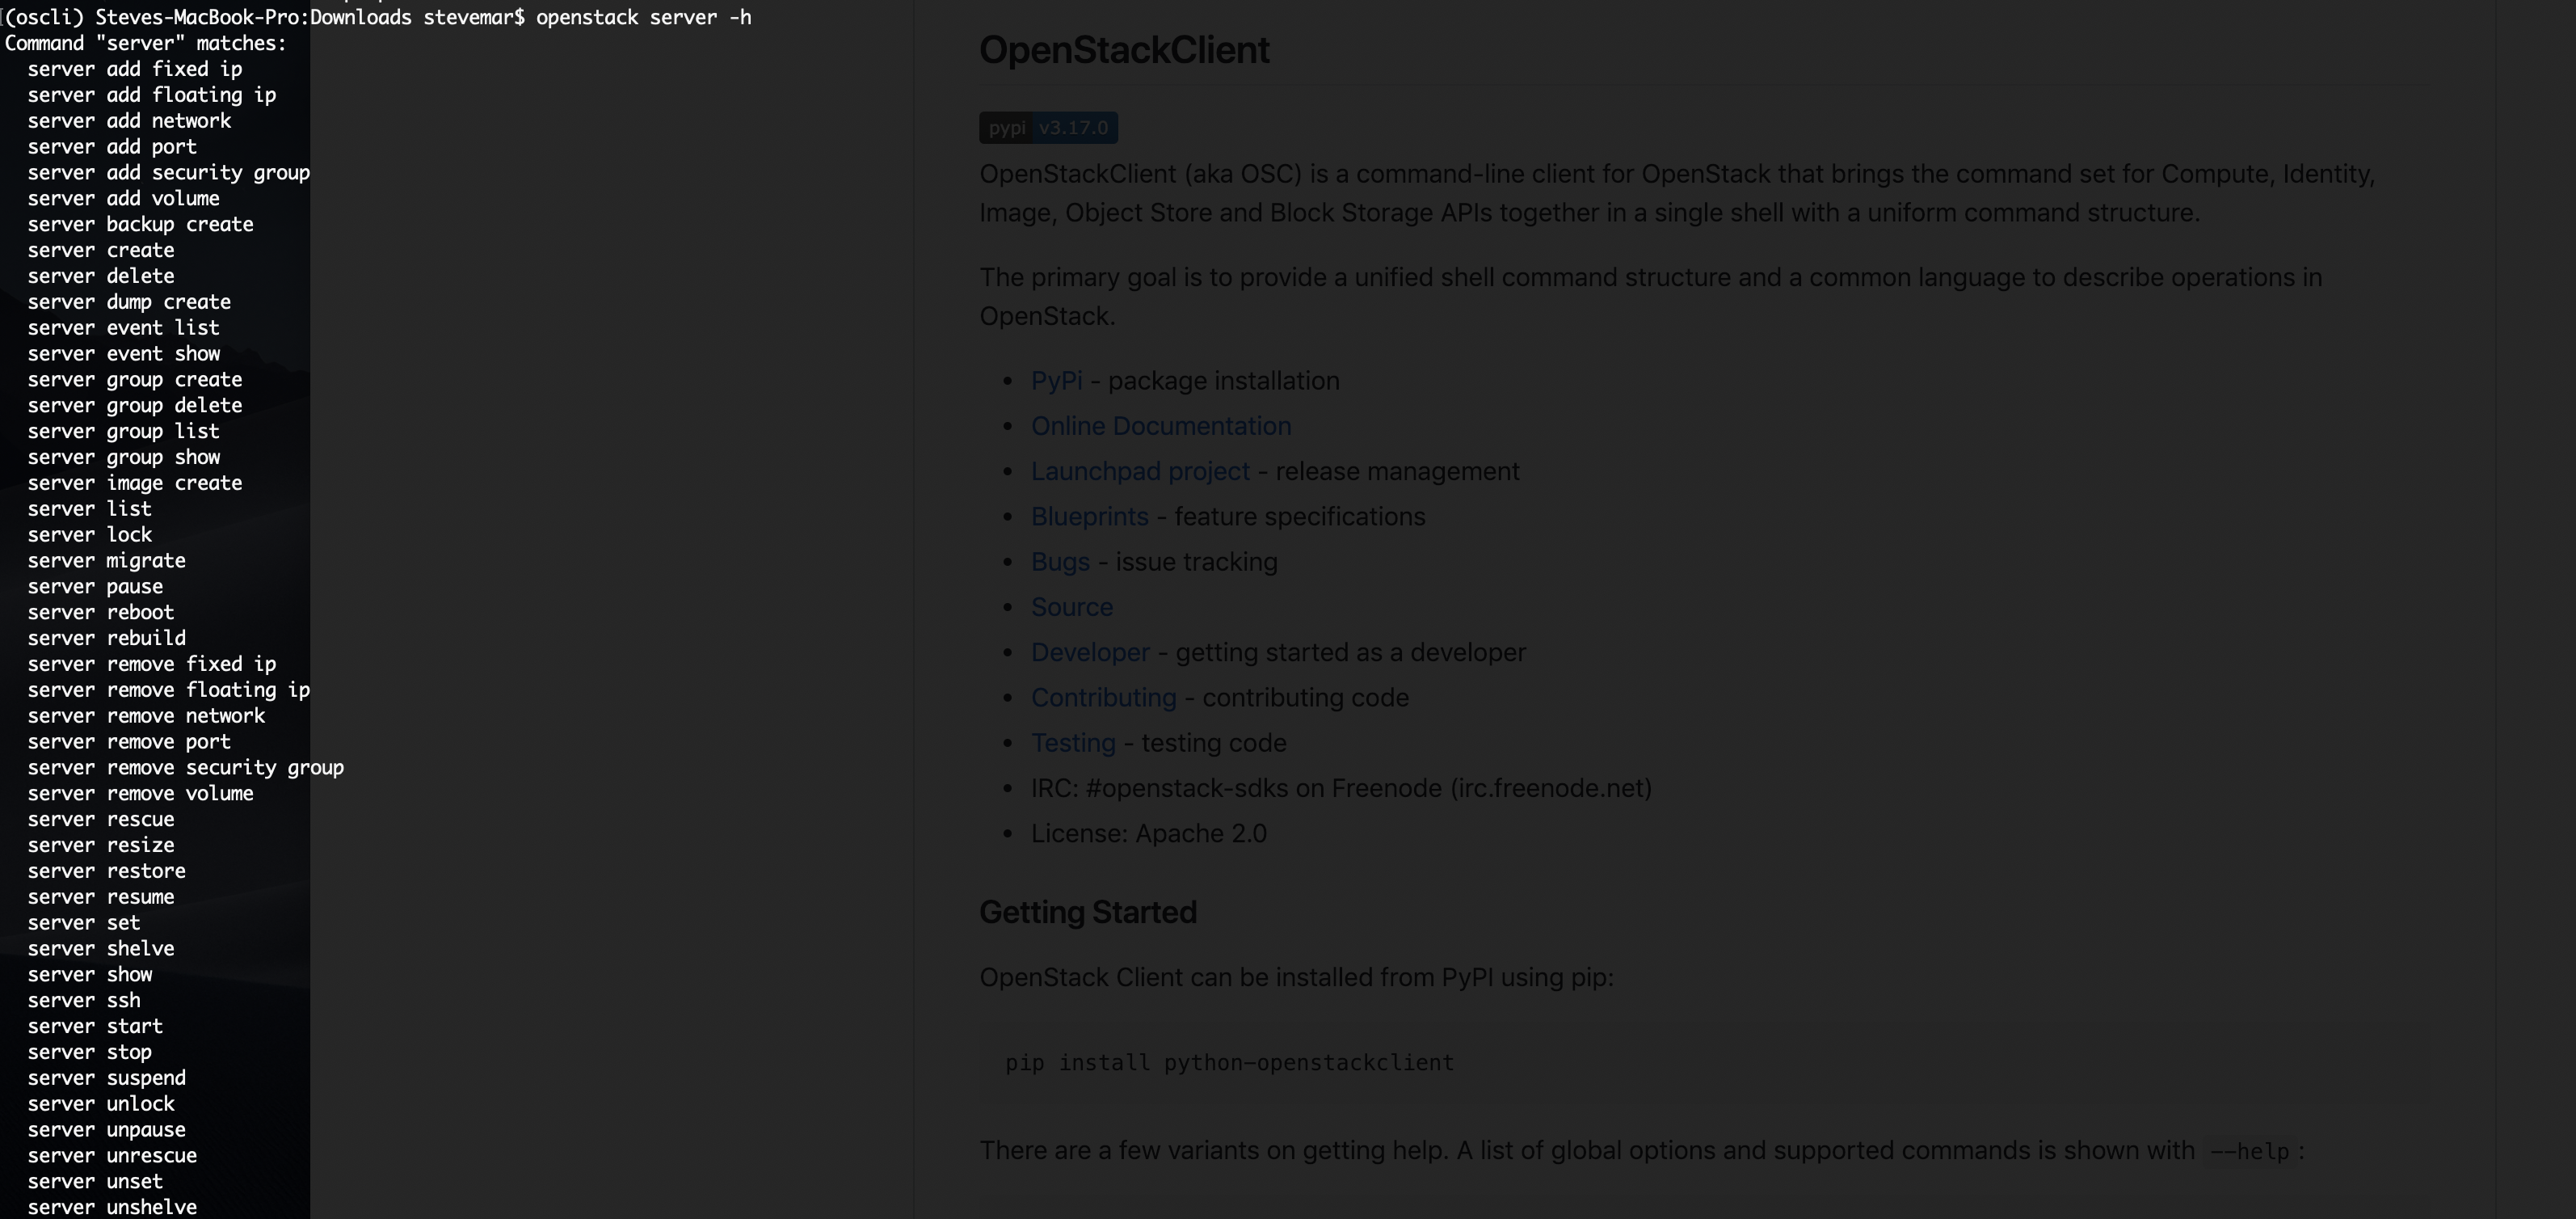 (oscli) Steves-MacBook-Pro:Downloads stevemar$ openstack server -h
Command "server" matches:
server add fixed ip
server add floating ip
server add network
server add port
server add security group
server add volume
server backup create
server create
server delete
server dump create
server event list
server event show
server group create
server group delete
server group list
server group show
server image create
server list
server lock
server migrate
server pause
server reboot
server rebuild
server remove fixed ip
server remove floating ip
server remove network
server remove port
server remove security group
server remove volume
server rescue
server resize
server restore
server resume
server set
server shelve
server show
server ssh
server start
server stop
server suspend
server unlock
server unpause
server unrescue
server unset
server unshelve
OpenStackClient
pypi v3.17.0
OpenStackClient (aka OSC) is a command-line client for OpenStack that brings the command set for Compute, Identity,
Image, Object Store and Block Storage APIs together in a single shell with a uniform command structure.
The primary goal is to provide a unified shell command structure and a common language to describe operations in
OpenStack.
• PyPi - package installation
• Online Documentation
• Launchpad project - release management
• Blueprints - feature specifications
• Bugs - issue tracking
• Source
• Developer - getting started as a developer
• Contributing - contributing code
• Testing - testing code
• IRC: #openstack-sdks on Freenode (irc.freenode.net)
• License: Apache 2.0
Getting Started
OpenStack Client can be installed from PyPI using pip:
pip install python-openstackclient
There are a few variants on getting help. A list of global options and supported commands is shown with --help :